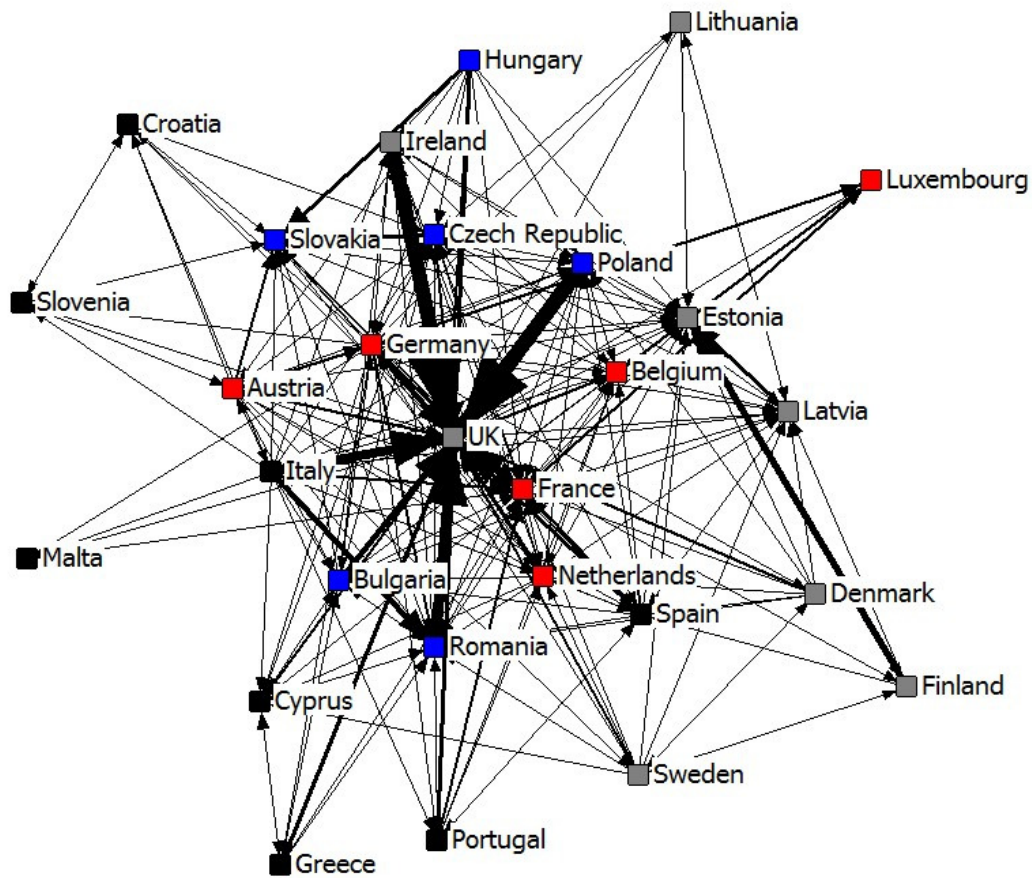 Lithuania
Hungary
Croatia
Ireland
Luxembourg
Slovakia
Czech Republic
Poland
Slovenia
Estonia
Germany
Belgium
Austria
Latvia
UK
Italy
France
Malta
Bulgaria
Netherlands
Denmark
Spain
Romania
Finland
Cyprus
Sweden
Portugal
Greece